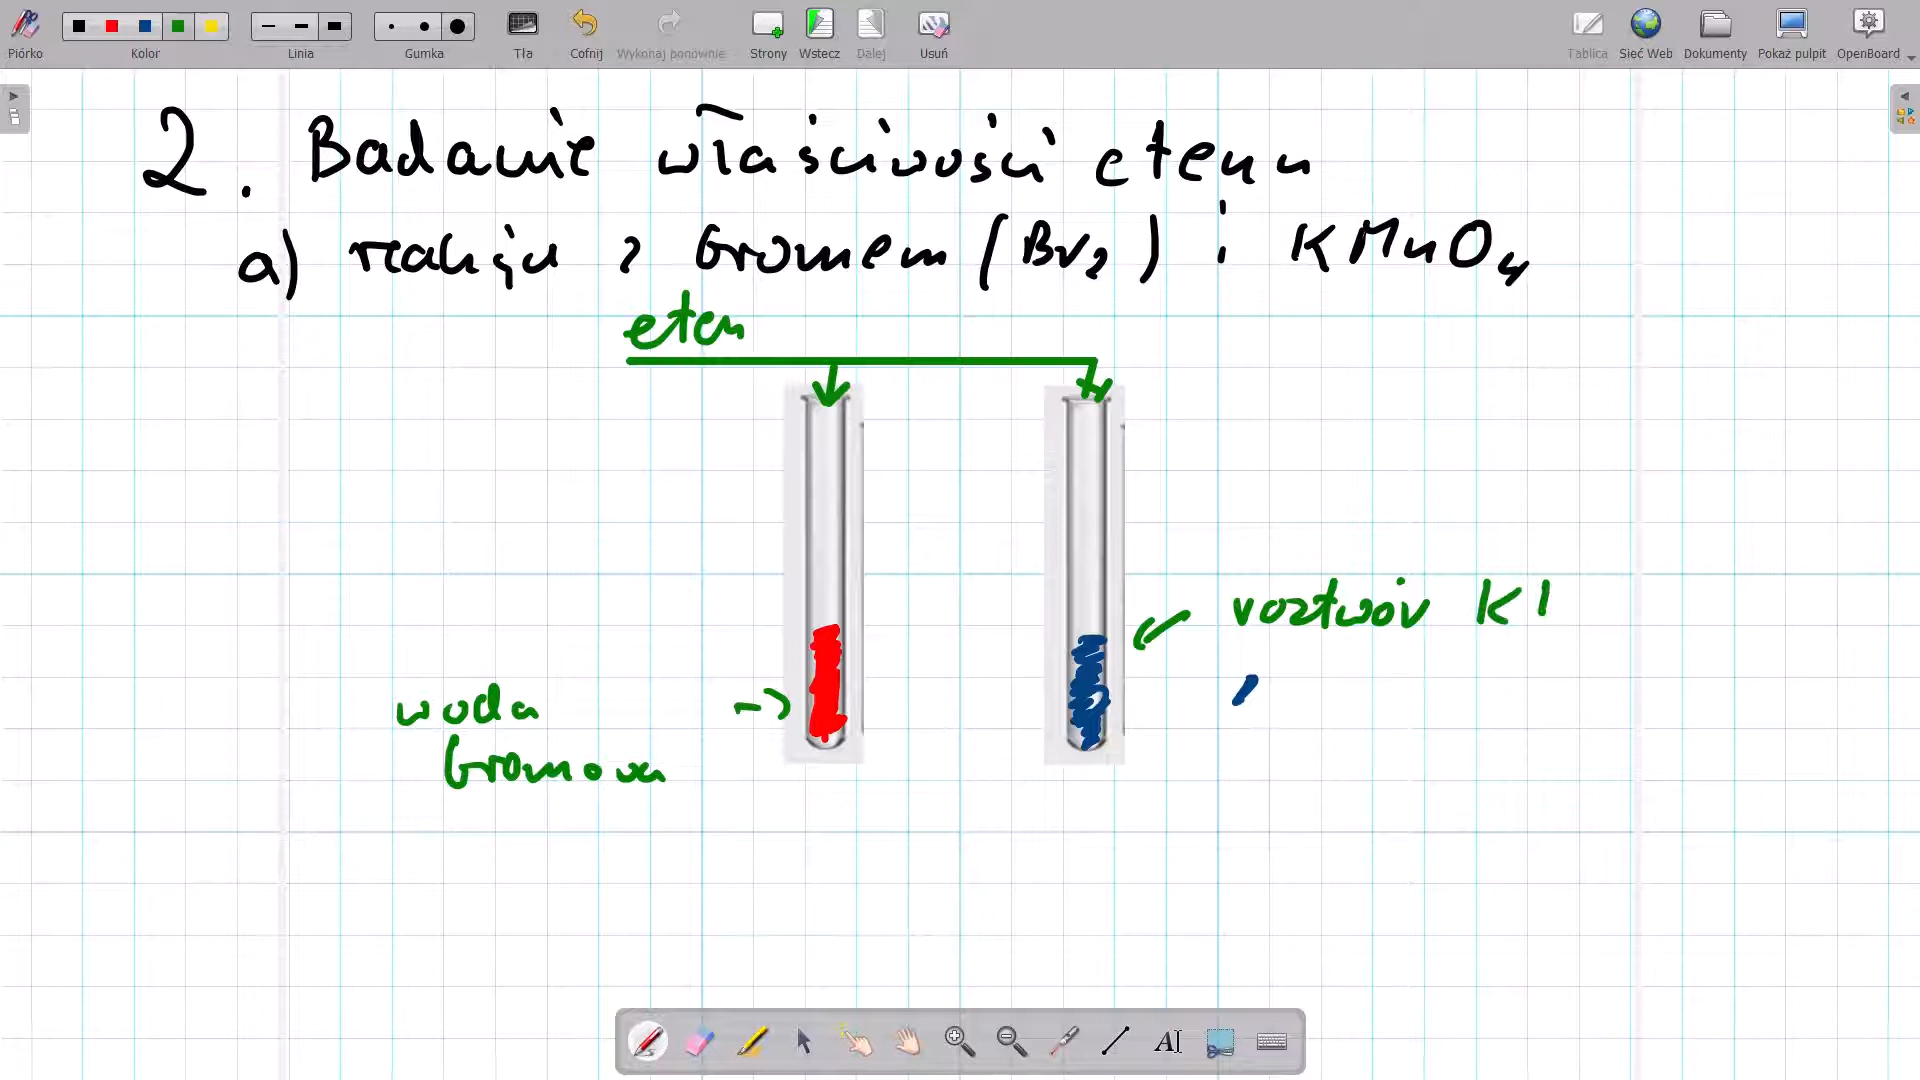 Piórko
Kolor
Linia
Gumka
Tła
Cofnij
Wykonaj ponownie
Strony
Wstecz
Dalej
Usuń
Tablica
Sieć Web
Dokumenty
Pokaż pulpit
OpenBoard
2. Badanie właściwości etenu
a) reakcja z bromem (Br₂) i KMnO₄
eten
roztwór K
woda
bromowa
AI